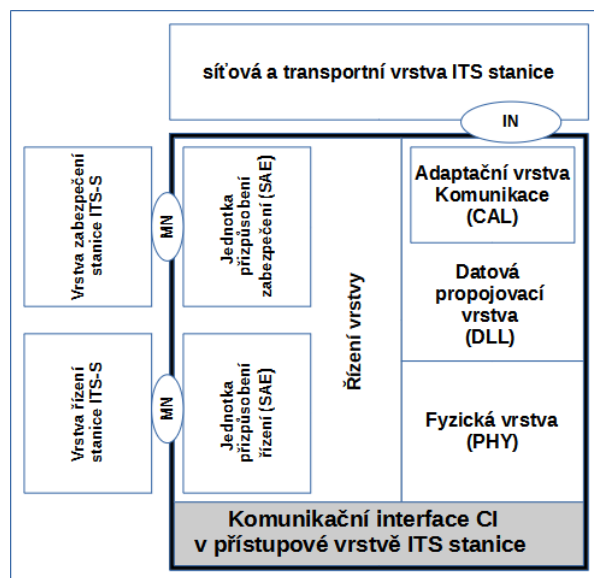 síťová a transportní vrstva ITS stanice
IN
Vrstva zabezpečení
stanice ITS-S
MN
Jednotka
přizpůsobení
zabezpečení (SAE)
Adaptační vrstva
Komunikace
(CAL)
Datová
propojovací
vrstva
(DLL)
Řízení vrstvy
Vrstva řízení
stanice ITS-S
MN
Jednotka
přizpůsobení
řízení (SAE)
Fyzická vrstva
(PHY)
Komunikační interface CI
v přístupové vrstvě ITS stanice